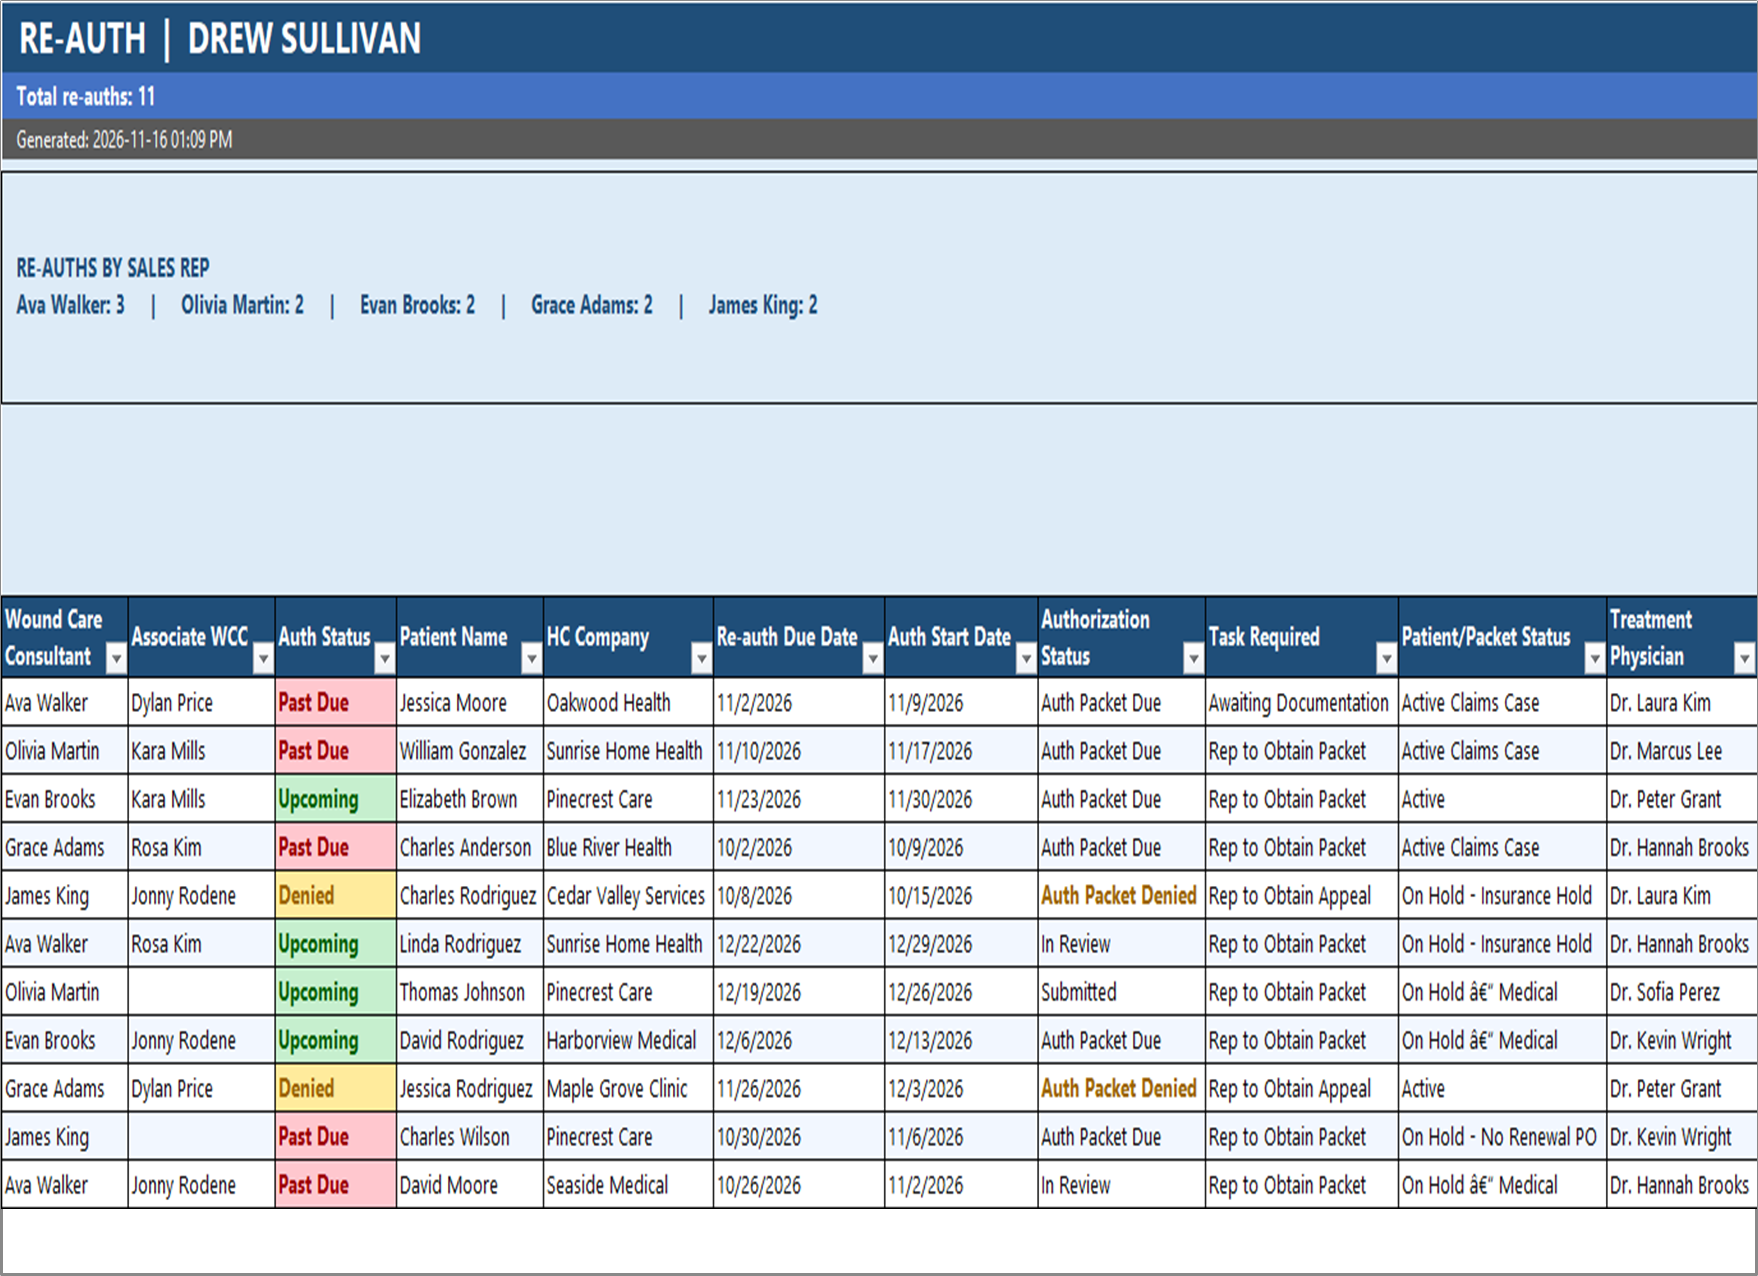 RE-AUTH | DREW SULLIVAN
Total re-auths: 11
Generated: 2026-11-16 01:09 PM
RE-AUTHS BY SALES REP
Ava Walker: 3 | Olivia Martin: 2 | Evan Brooks: 2 | Grace Adams: 2 | James King: 2
Wound Care Consultant Associate WCC Auth Status Patient Name HC Company Re-auth Due Date Auth Start Date Authorization Status Task Required Patient/Packet Status Treatment Physician
Ava Walker Dylan Price Past Due Jessica Moore Oakwood Health 11/2/2026 11/9/2026 Auth Packet Due Awaiting Documentation Active Claims Case Dr. Laura Kim
Olivia Martin Kara Mills Past Due William Gonzalez Sunrise Home Health 11/10/2026 11/17/2026 Auth Packet Due Rep to Obtain Packet Active Claims Case Dr. Marcus Lee
Evan Brooks Kara Mills Upcoming Elizabeth Brown Pinecrest Care 11/23/2026 11/30/2026 Auth Packet Due Rep to Obtain Packet Active Dr. Peter Grant
Grace Adams Rosa Kim Past Due Charles Anderson Blue River Health 10/2/2026 10/9/2026 Auth Packet Due Rep to Obtain Packet Active Claims Case Dr. Hannah Brooks
James King Jonny Rodene Denied Charles Rodriguez Cedar Valley Services 10/8/2026 10/15/2026 Auth Packet Denied Rep to Obtain Appeal On Hold - Insurance Hold Dr. Laura Kim
Ava Walker Rosa Kim Upcoming Linda Rodriguez Sunrise Home Health 12/22/2026 12/29/2026 In Review Rep to Obtain Packet On Hold - Insurance Hold Dr. Hannah Brooks
Olivia Martin Upcoming Thomas Johnson Pinecrest Care 12/19/2026 12/26/2026 Submitted Rep to Obtain Packet On Hold â€“ Medical Dr. Sofia Perez
Evan Brooks Jonny Rodene Upcoming David Rodriguez Harborview Medical 12/6/2026 12/13/2026 Auth Packet Due Rep to Obtain Packet On Hold â€“ Medical Dr. Kevin Wright
Grace Adams Dylan Price Denied Jessica Rodriguez Maple Grove Clinic 11/26/2026 12/3/2026 Auth Packet Denied Rep to Obtain Appeal Active Dr. Peter Grant
James King Past Due Charles Wilson Pinecrest Care 10/30/2026 11/6/2026 Auth Packet Due Rep to Obtain Packet On Hold - No Renewal PO Dr. Kevin Wright
Ava Walker Jonny Rodene Past Due David Moore Seaside Medical 10/26/2026 11/2/2026 In Review Rep to Obtain Packet On Hold â€“ Medical Dr. Hannah Brooks